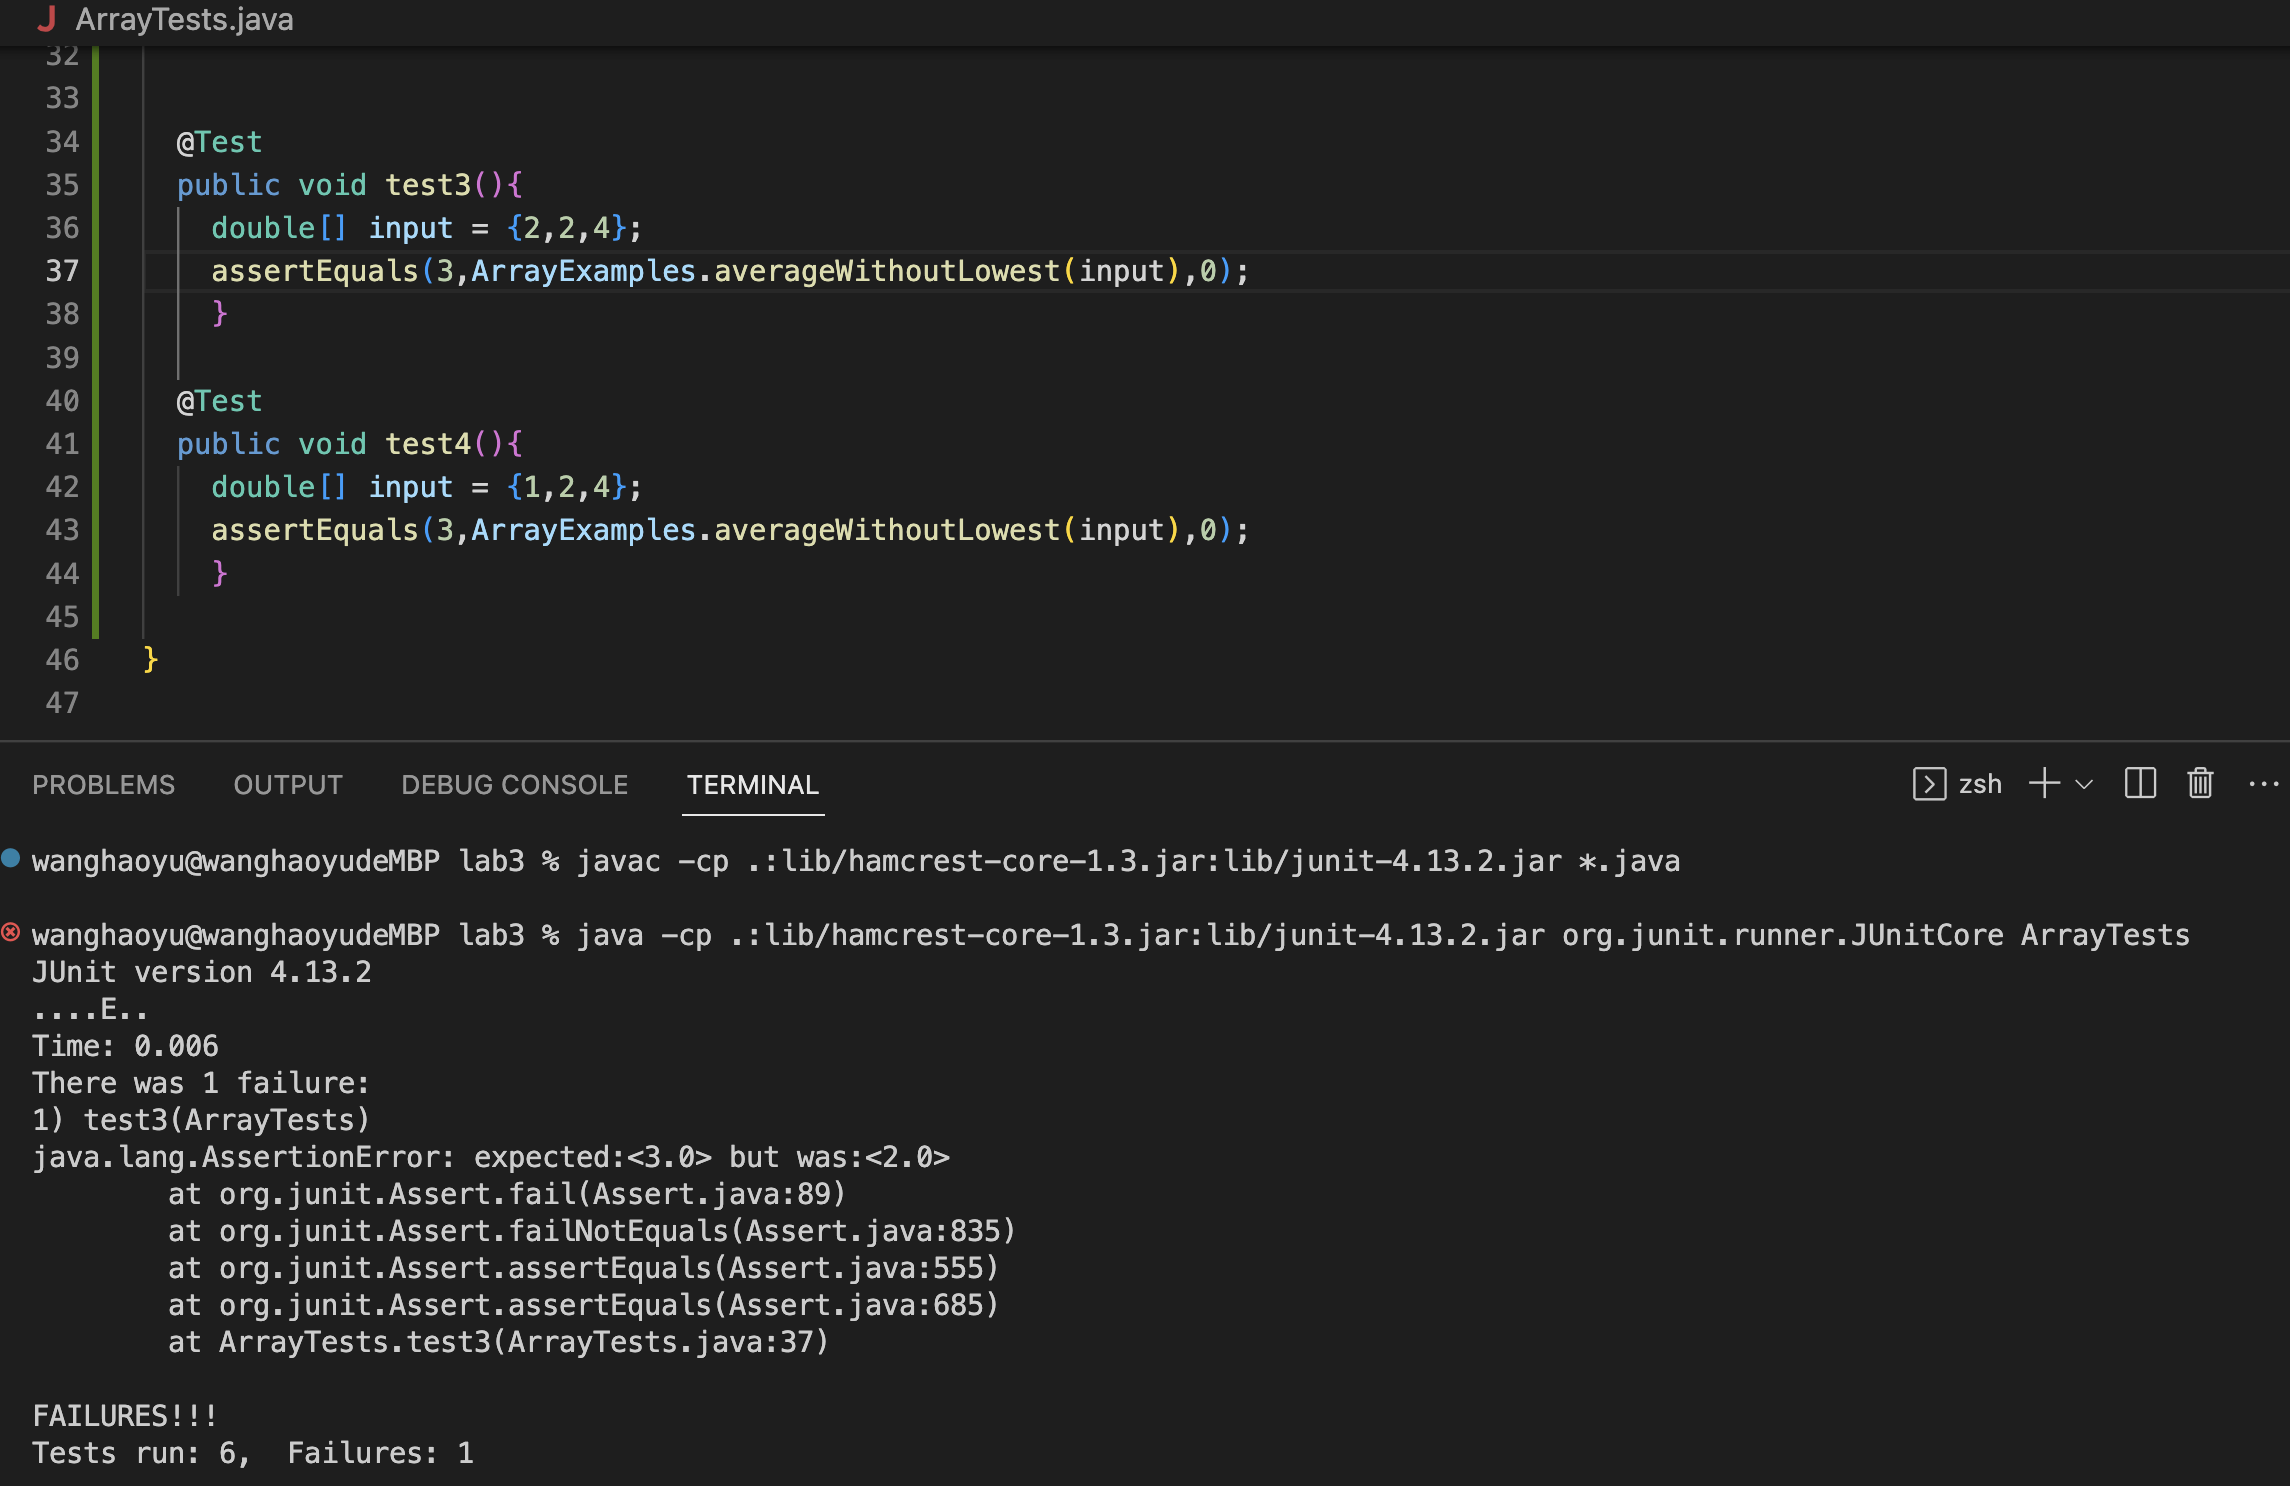 ArrayTests.java
32
33
34 @Test
35 public void test3(){
36 double[] input = {2,2,4};
37 assertEquals(3,ArrayExamples.averageWithoutLowest(input),0);
38 }
39
40 @Test
41 public void test4(){
42 double[] input = {1,2,4};
43 assertEquals(3,ArrayExamples.averageWithoutLowest(input),0);
44 }
45
46 }
47
PROBLEMS OUTPUT DEBUG CONSOLE TERMINAL zsh
wanghaoyu@wanghaoyudeMBP lab3 % javac -cp .:lib/hamcrest-core-1.3.jar:lib/junit-4.13.2.jar *.java
wanghaoyu@wanghaoyudeMBP lab3 % java -cp .:lib/hamcrest-core-1.3.jar:lib/junit-4.13.2.jar org.junit.runner.JUnitCore ArrayTests
JUnit version 4.13.2
....E..
Time: 0.006
There was 1 failure:
1) test3(ArrayTests)
java.lang.AssertionError: expected:<3.0> but was:<2.0>
at org.junit.Assert.fail(Assert.java:89)
at org.junit.Assert.failNotEquals(Assert.java:835)
at org.junit.Assert.assertEquals(Assert.java:555)
at org.junit.Assert.assertEquals(Assert.java:685)
at ArrayTests.test3(ArrayTests.java:37)
FAILURES!!!
Tests run: 6,  Failures: 1